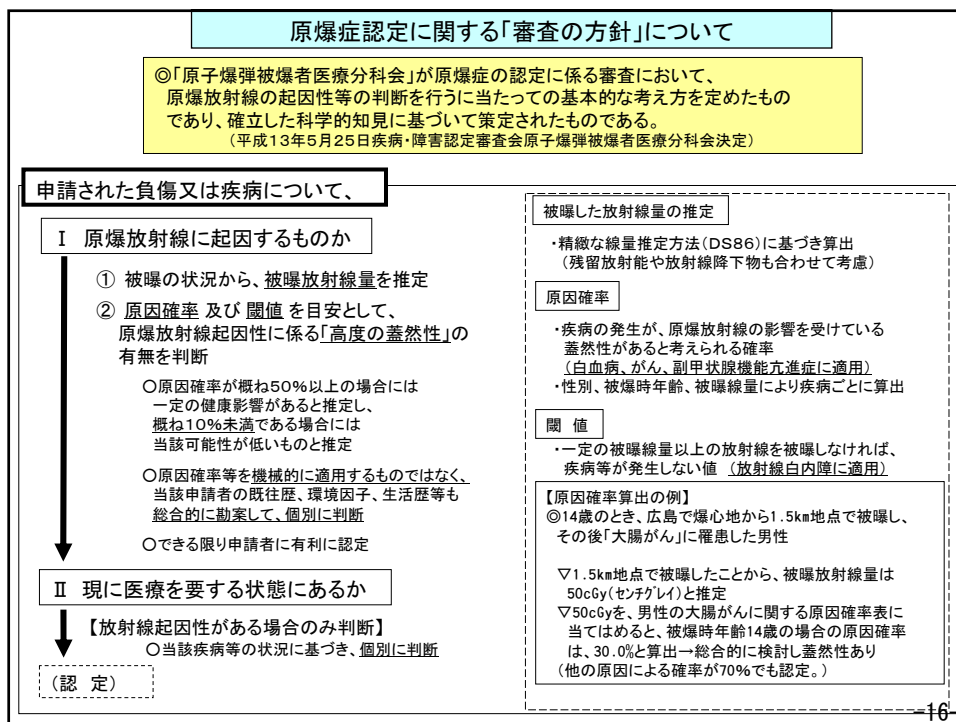 原爆症認定に関する「審査の方針」について
◎「原子爆弾被爆者医療分科会」が原爆症の認定に係る審査において、
原爆放射線の起因性等の判断を行うに当たっての基本的な考え方を定めたもの
であり、確立した科学的知見に基づいて策定されたものである。
（平成13年5月25日疾病・障害認定審査会原子爆弾被爆者医療分科会決定）
申請された負傷又は疾病について、
Ⅰ 原爆放射線に起因するものか
① 被曝の状況から、被曝放射線量を推定
② 原因確率 及び 閾値 を目安として、
原爆放射線起因性に係る「高度の蓋然性」の
有無を判断
○原因確率が概ね50％以上の場合には
一定の健康影響があると推定し、
概ね10％未満である場合には
当該可能性が低いものと推定
○原因確率等を機械的に適用するものではなく、
当該申請者の既往歴、環境因子、生活歴等も
総合的に勘案して、個別に判断
○できる限り申請者に有利に認定
Ⅱ 現に医療を要する状態にあるか
【放射線起因性がある場合のみ判断】
○当該疾病等の状況に基づき、個別に判断
（認 定）
被曝した放射線量の推定
・精緻な線量推定方法（DS86）に基づき算出
（残留放射能や放射線降下物も合わせて考慮）
原因確率
・疾病の発生が、原爆放射線の影響を受けている
蓋然性があると考えられる確率
（白血病、がん、副甲状腺機能亢進症に適用）
・性別、被爆時年齢、被曝線量により疾病ごとに算出
閾 値
・一定の被曝線量以上の放射線を被曝しなければ、
疾病等が発生しない値 （放射線白内障に適用）
【原因確率算出の例】
◎14歳のとき、広島で爆心地から1.5km地点で被曝し、
その後「大腸がん」に罹患した男性
▽1.5km地点で被曝したことから、被曝放射線量は
50cGy（センチグレイ）と推定
▽50cGyを、男性の大腸がんに関する原因確率表に
当てはめると、被爆時年齢14歳の場合の原因確率
は、30.0％と算出→総合的に検討し蓋然性あり
（他の原因による確率が70％でも認定。）
-16-